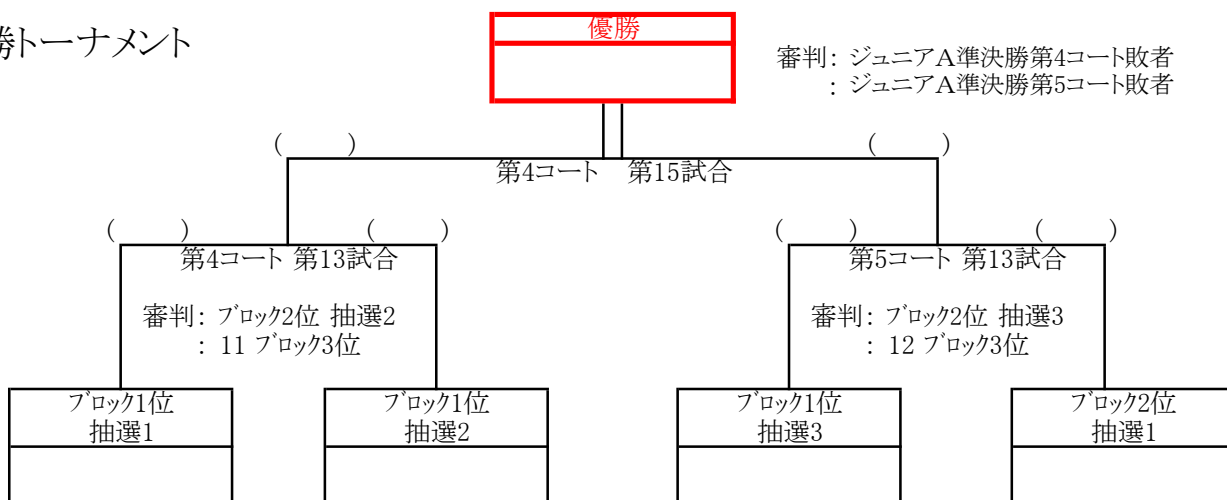 勝トーナメント
優勝
審判: ジュニアA準決勝第4コート敗者
: ジュニアA準決勝第5コート敗者
( ) ( )
第4コート 第15試合
( ) ( ) ( ) ( )
第4コート 第13試合 第5コート 第13試合
審判: ブロック2位 抽選2 審判: ブロック2位 抽選3
: 11 ブロック3位 : 12 ブロック3位
ブロック1位 ブロック1位 ブロック1位 ブロック2位
抽選1 抽選2 抽選3 抽選1